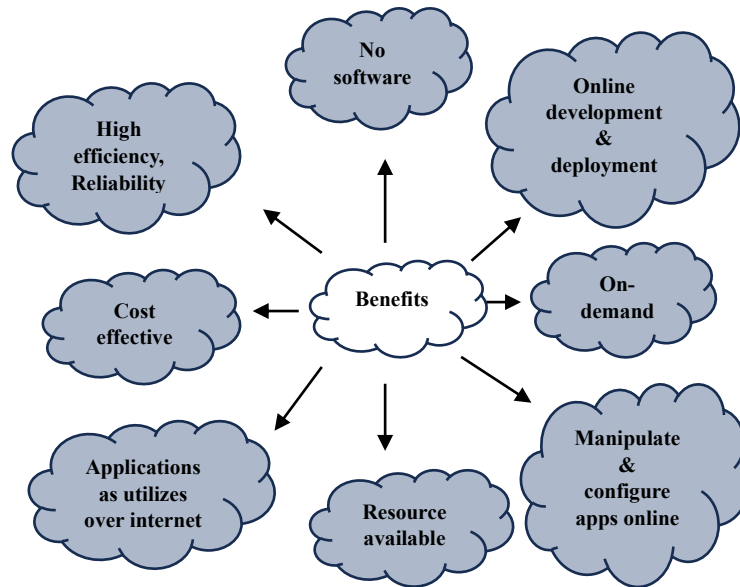 No
software
Online
development
&
deployment
High
efficiency,
Reliability
Benefits
On-
demand
Cost
effective
Manipulate
&
configure
apps online
Applications
as utilizes
over internet
Resource
available